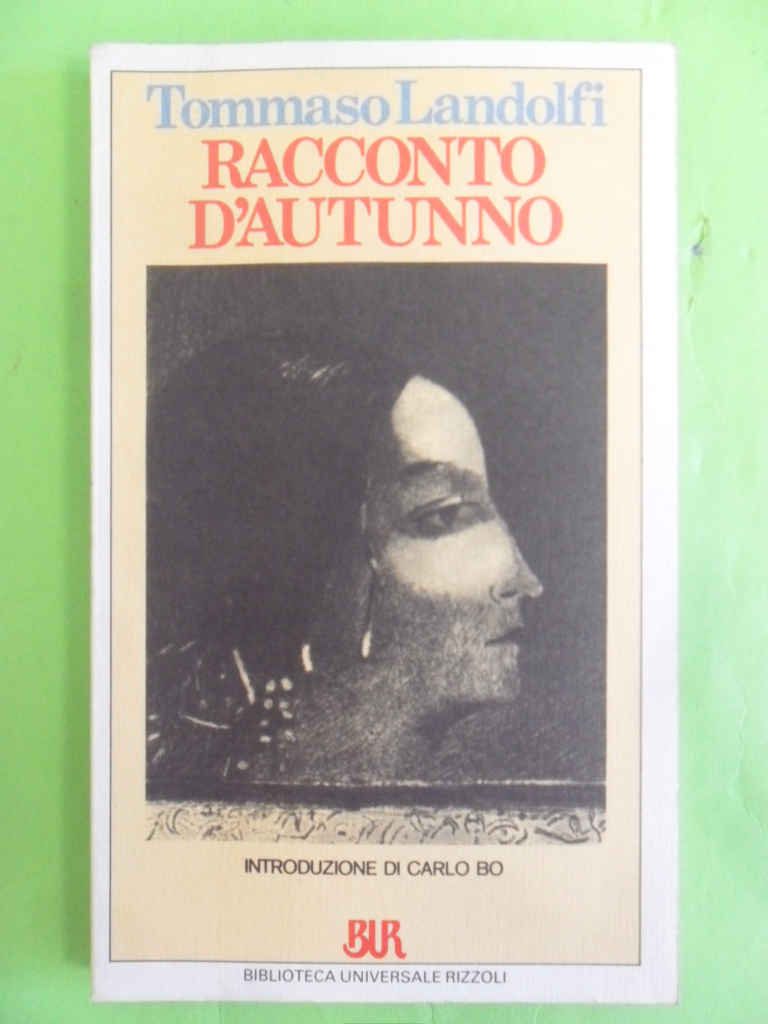 Tommaso Landolfi
RACCONTO
D'AUTUNNO
INTRODUZIONE DI CARLO BO
BUR
BIBLIOTECA UNIVERSALE RIZZOLI